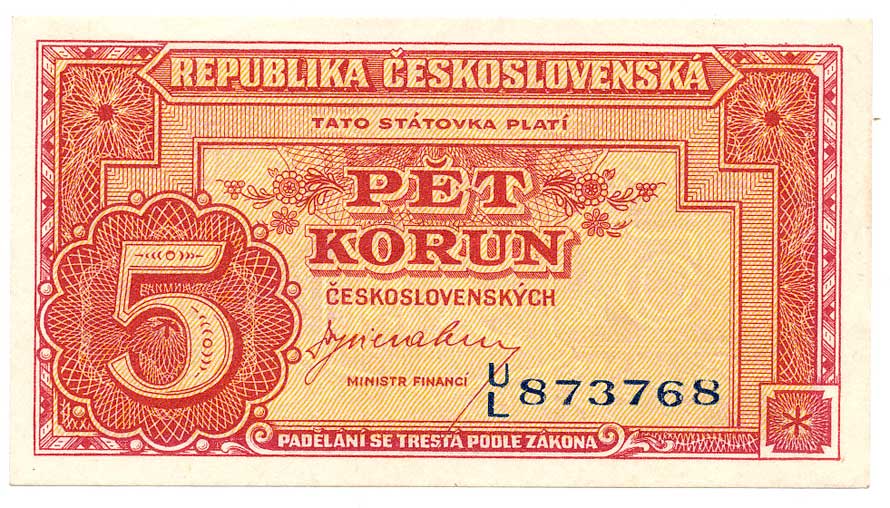 REPUBLIKA ČESKOSLOVENSKÁ
TATO STÁTOVKA PLATÍ
PĚT
KORUN
ČESKOSLOVENSKÝCH
5
MINISTR FINANCÍ
U/L 873768
PADĚLÁNÍ SE TRESTÁ PODLE ZÁKONA